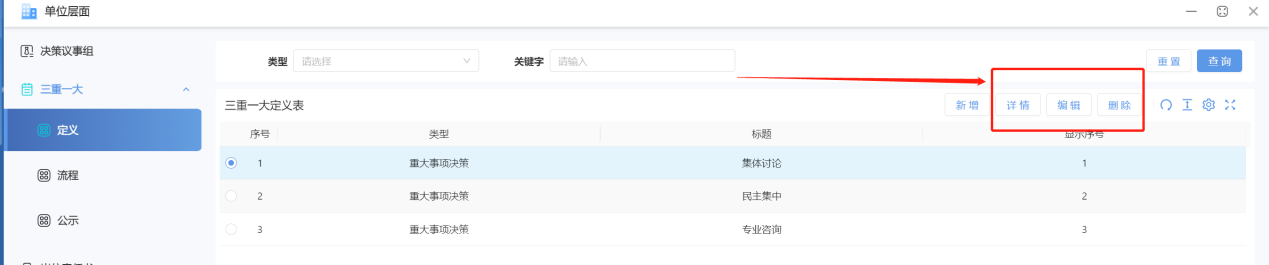 单位层面
决策议事组
三重一大
定义
流程
公示
类型 请选择 关键字 请输入 重置 查询
三重一大定义表 新增 详情 编辑 删除
序号 类型 标题 显示序号
1 重大事项决策 集体讨论 1
2 重大事项决策 民主集中 2
3 重大事项决策 专业咨询 3